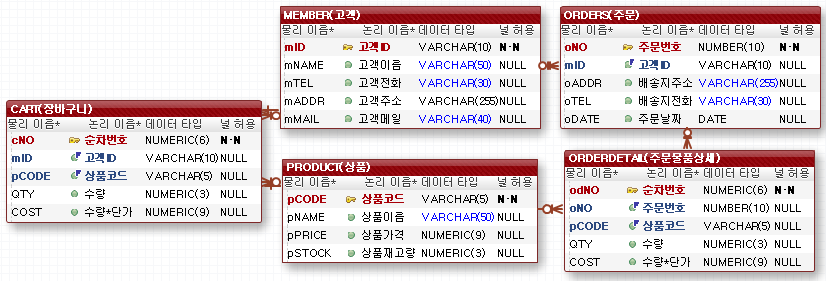 MEMBER(고객)
물리 이름* 논리 이름* 데이터 타입 널 허용
mID 고객ID VARCHAR(10) N-N
mNAME 고객이름 VARCHAR(50) NULL
mTEL 고객전화 VARCHAR(30) NULL
mADDR 고객주소 VARCHAR(255) NULL
mMAIL 고객메일 VARCHAR(40) NULL
ORDERS(주문)
물리 이름* 논리 이름* 데이터 타입 널 허용
oNO 주문번호 NUMBER(10) N-N
mID 고객ID VARCHAR(10) NULL
oADDR 배송지주소 VARCHAR(255) NULL
oTEL 배송지전화 VARCHAR(30) NULL
oDATE 주문날짜 DATE NULL
CART(장바구니)
물리 이름* 논리 이름* 데이터 타입 널 허용
cNO 순차번호 NUMERIC(6) N-N
mID 고객ID VARCHAR(10) NULL
pCODE 상품코드 VARCHAR(5) NULL
QTY 수량 NUMERIC(3) NULL
COST 수량*단가 NUMERIC(9) NULL
PRODUCT(상품)
물리 이름* 논리 이름* 데이터 타입 널 허용
pCODE 상품코드 VARCHAR(5) N-N
pNAME 상품이름 VARCHAR(50) NULL
pPRICE 상품가격 NUMERIC(9) NULL
pSTOCK 상품재고량 NUMERIC(3) NULL
ORDERDETAIL(주문물품상세)
물리 이름* 논리 이름* 데이터 타입 널 허용
odNO 순차번호 NUMERIC(6) N-N
oNO 주문번호 NUMBER(10) NULL
pCODE 상품코드 VARCHAR(5) NULL
QTY 수량 NUMERIC(3) NULL
COST 수량*단가 NUMERIC(9) NULL